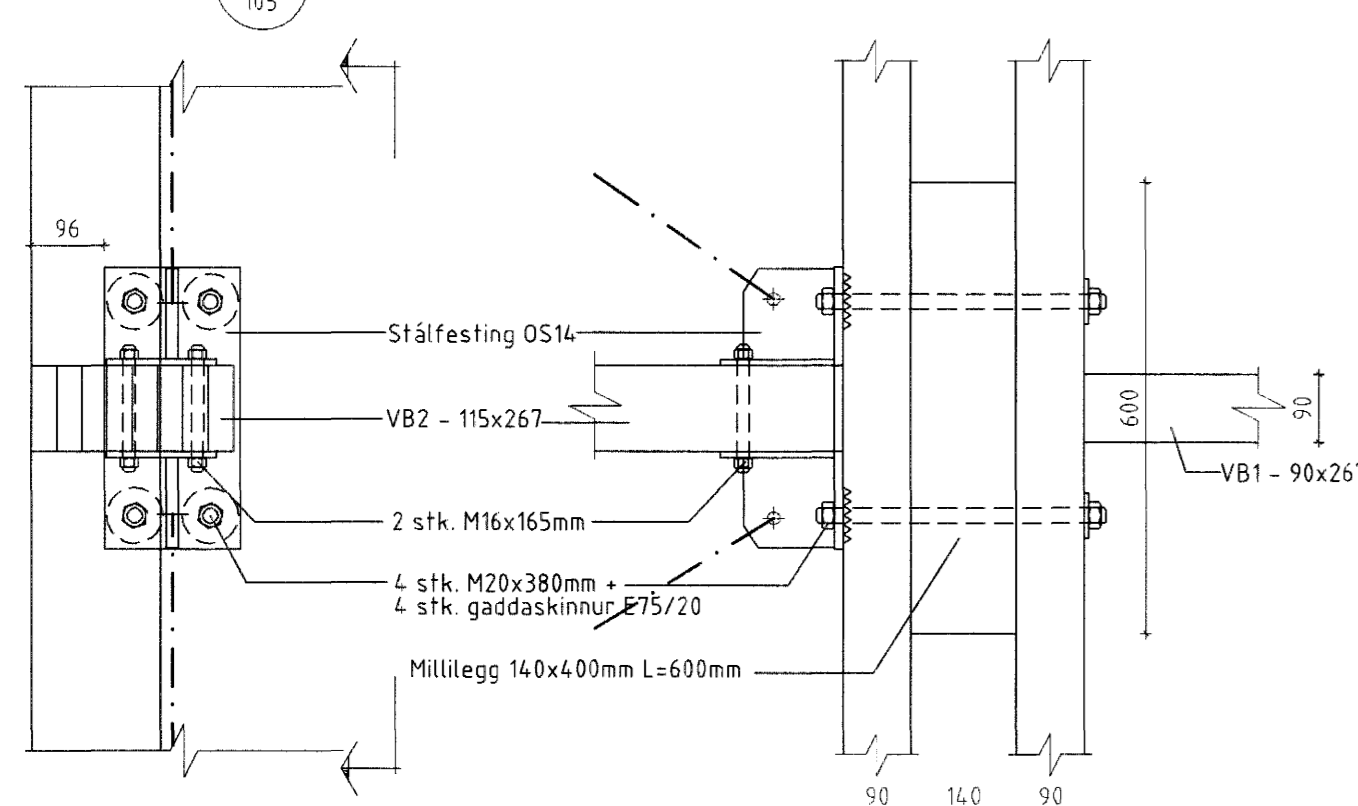 105
96
Stálfesting OS14
VB2 - 115x267
2 stk. M16x165mm
4 stk. M20x380mm +
4 stk. gaddaskinnur E75/20
Millilegg 140x400mm L=600mm
600
90
VB1 - 90x267
90 140 90